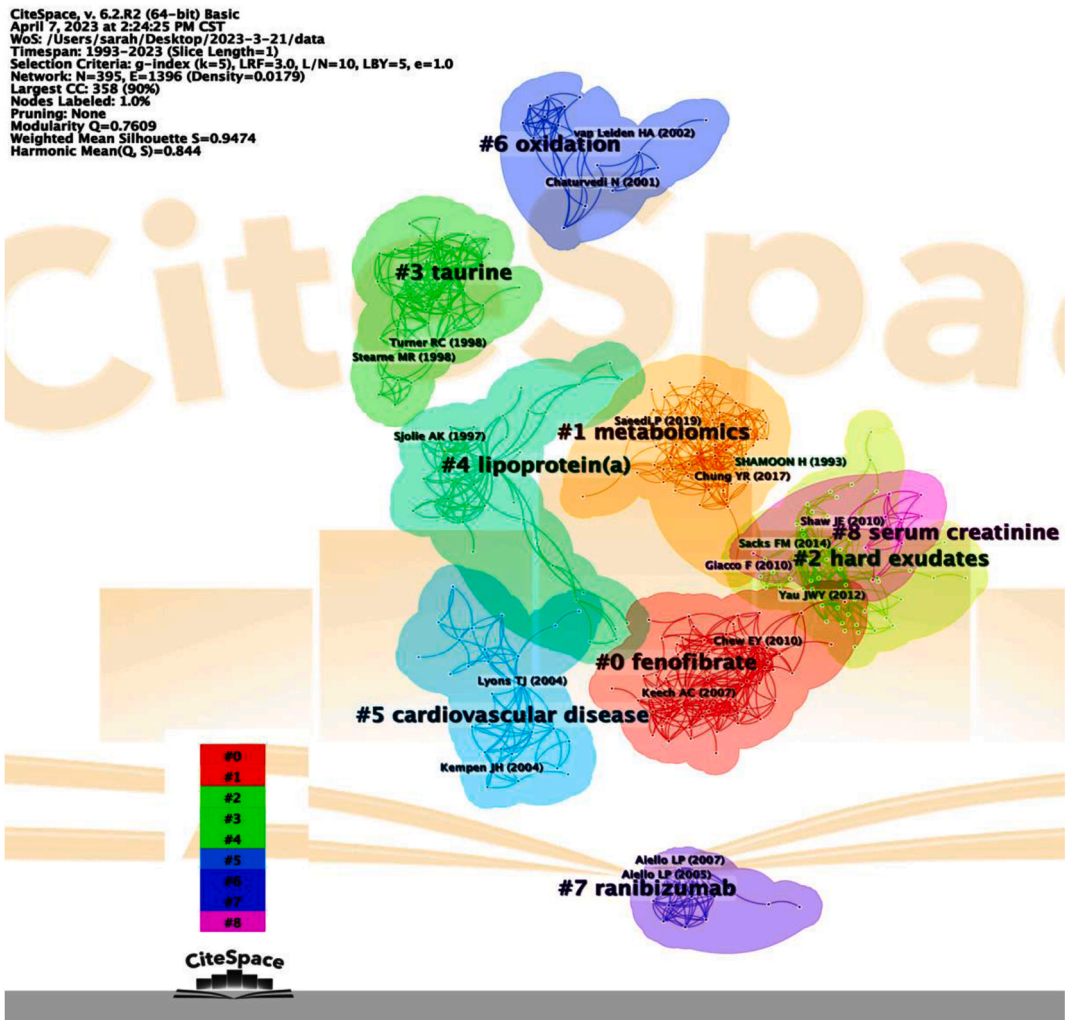 CiteSpace, v. 6.2.R2 (64-bit) Basic
April 7, 2023 at 2:24:25 PM CST
WoS: /Users/sarah/Desktop/2023-3-21/data
Timespan: 1993-2023 (Slice Length=1)
Selection Criteria: g-index (k=5), LRF=3.0, L/N=10, LBY=5, e=1.0
Network: N=395, E=1396 (Density=0.0179)
Largest CC: 358 (90%)
Nodes Labeled: 1.0%
Pruning: None
Modularity Q=0.7609
Weighted Mean Silhouette S=0.9474
Harmonic Mean(Q, S)=0.844
van Leiden HA (2002)
#6 oxidation
Chaturvedi N (2001)
CiteSpac
#3 taurine
Turner RC (1998)
Stearne MR (1998)
Saeedi P (2019)
#1 metabolomics
Sjolie AK (1997)
#4 lipoprotein(a)
SHAMOON H (1993)
Chung YR (2017)
Shaw JE (2010)
#8 serum creatinine
Sacks FM (2014)
#2 hard exudates
Giacco F (2010)
Yau JWY (2012)
Chew EY (2010)
#0 fenofibrate
Lyons TJ (2004)
Keech AC (2007)
#5 cardiovascular disease
Kempen JH (2004)
Aiello LP (2007)
Aiello LP (2005)
#7 ranibizumab
#0
#1
#2
#3
#4
#5
#6
#7
#8
CiteSpace